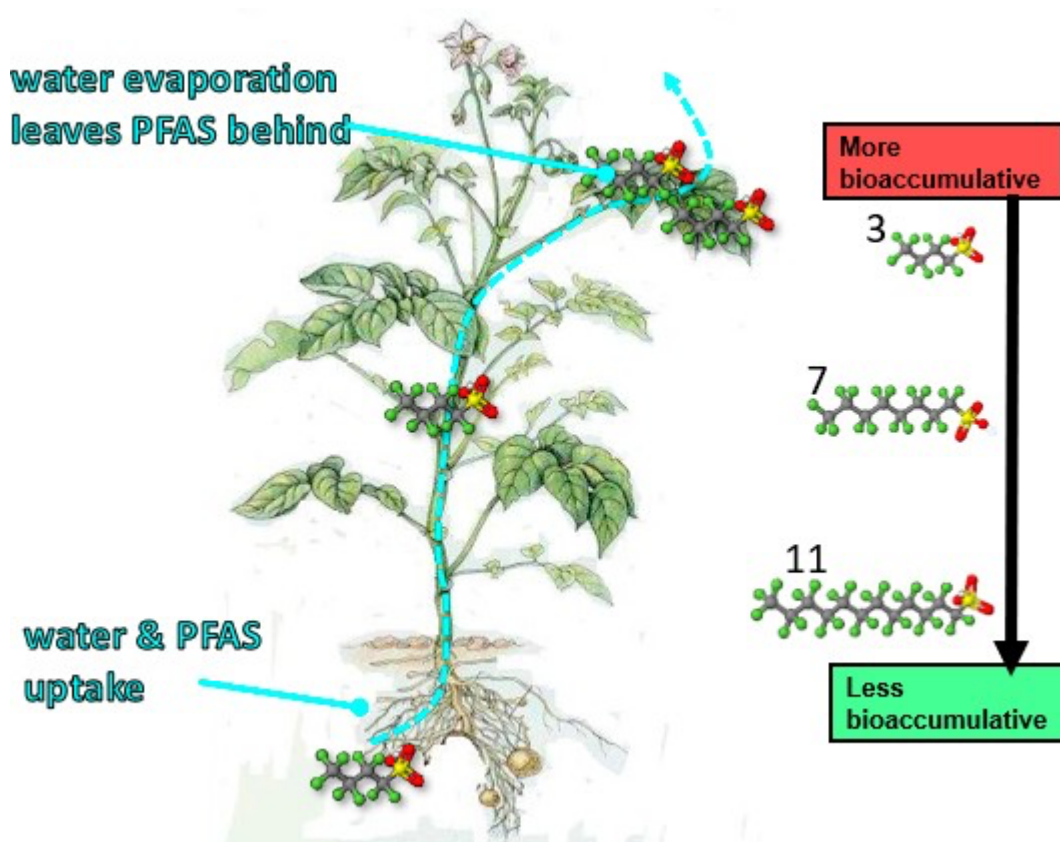 water evaporation
leaves PFAS behind
More
bioaccumulative
3
7
11
water & PFAS
uptake
Less
bioaccumulative